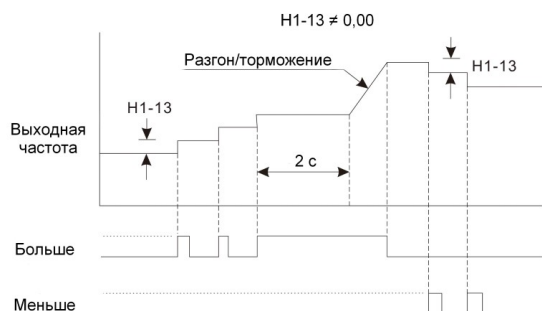 H1-13 ≠ 0,00
Разгон/торможение
H1-13
H1-13
Выходная
частота
2 с
Больше
Меньше